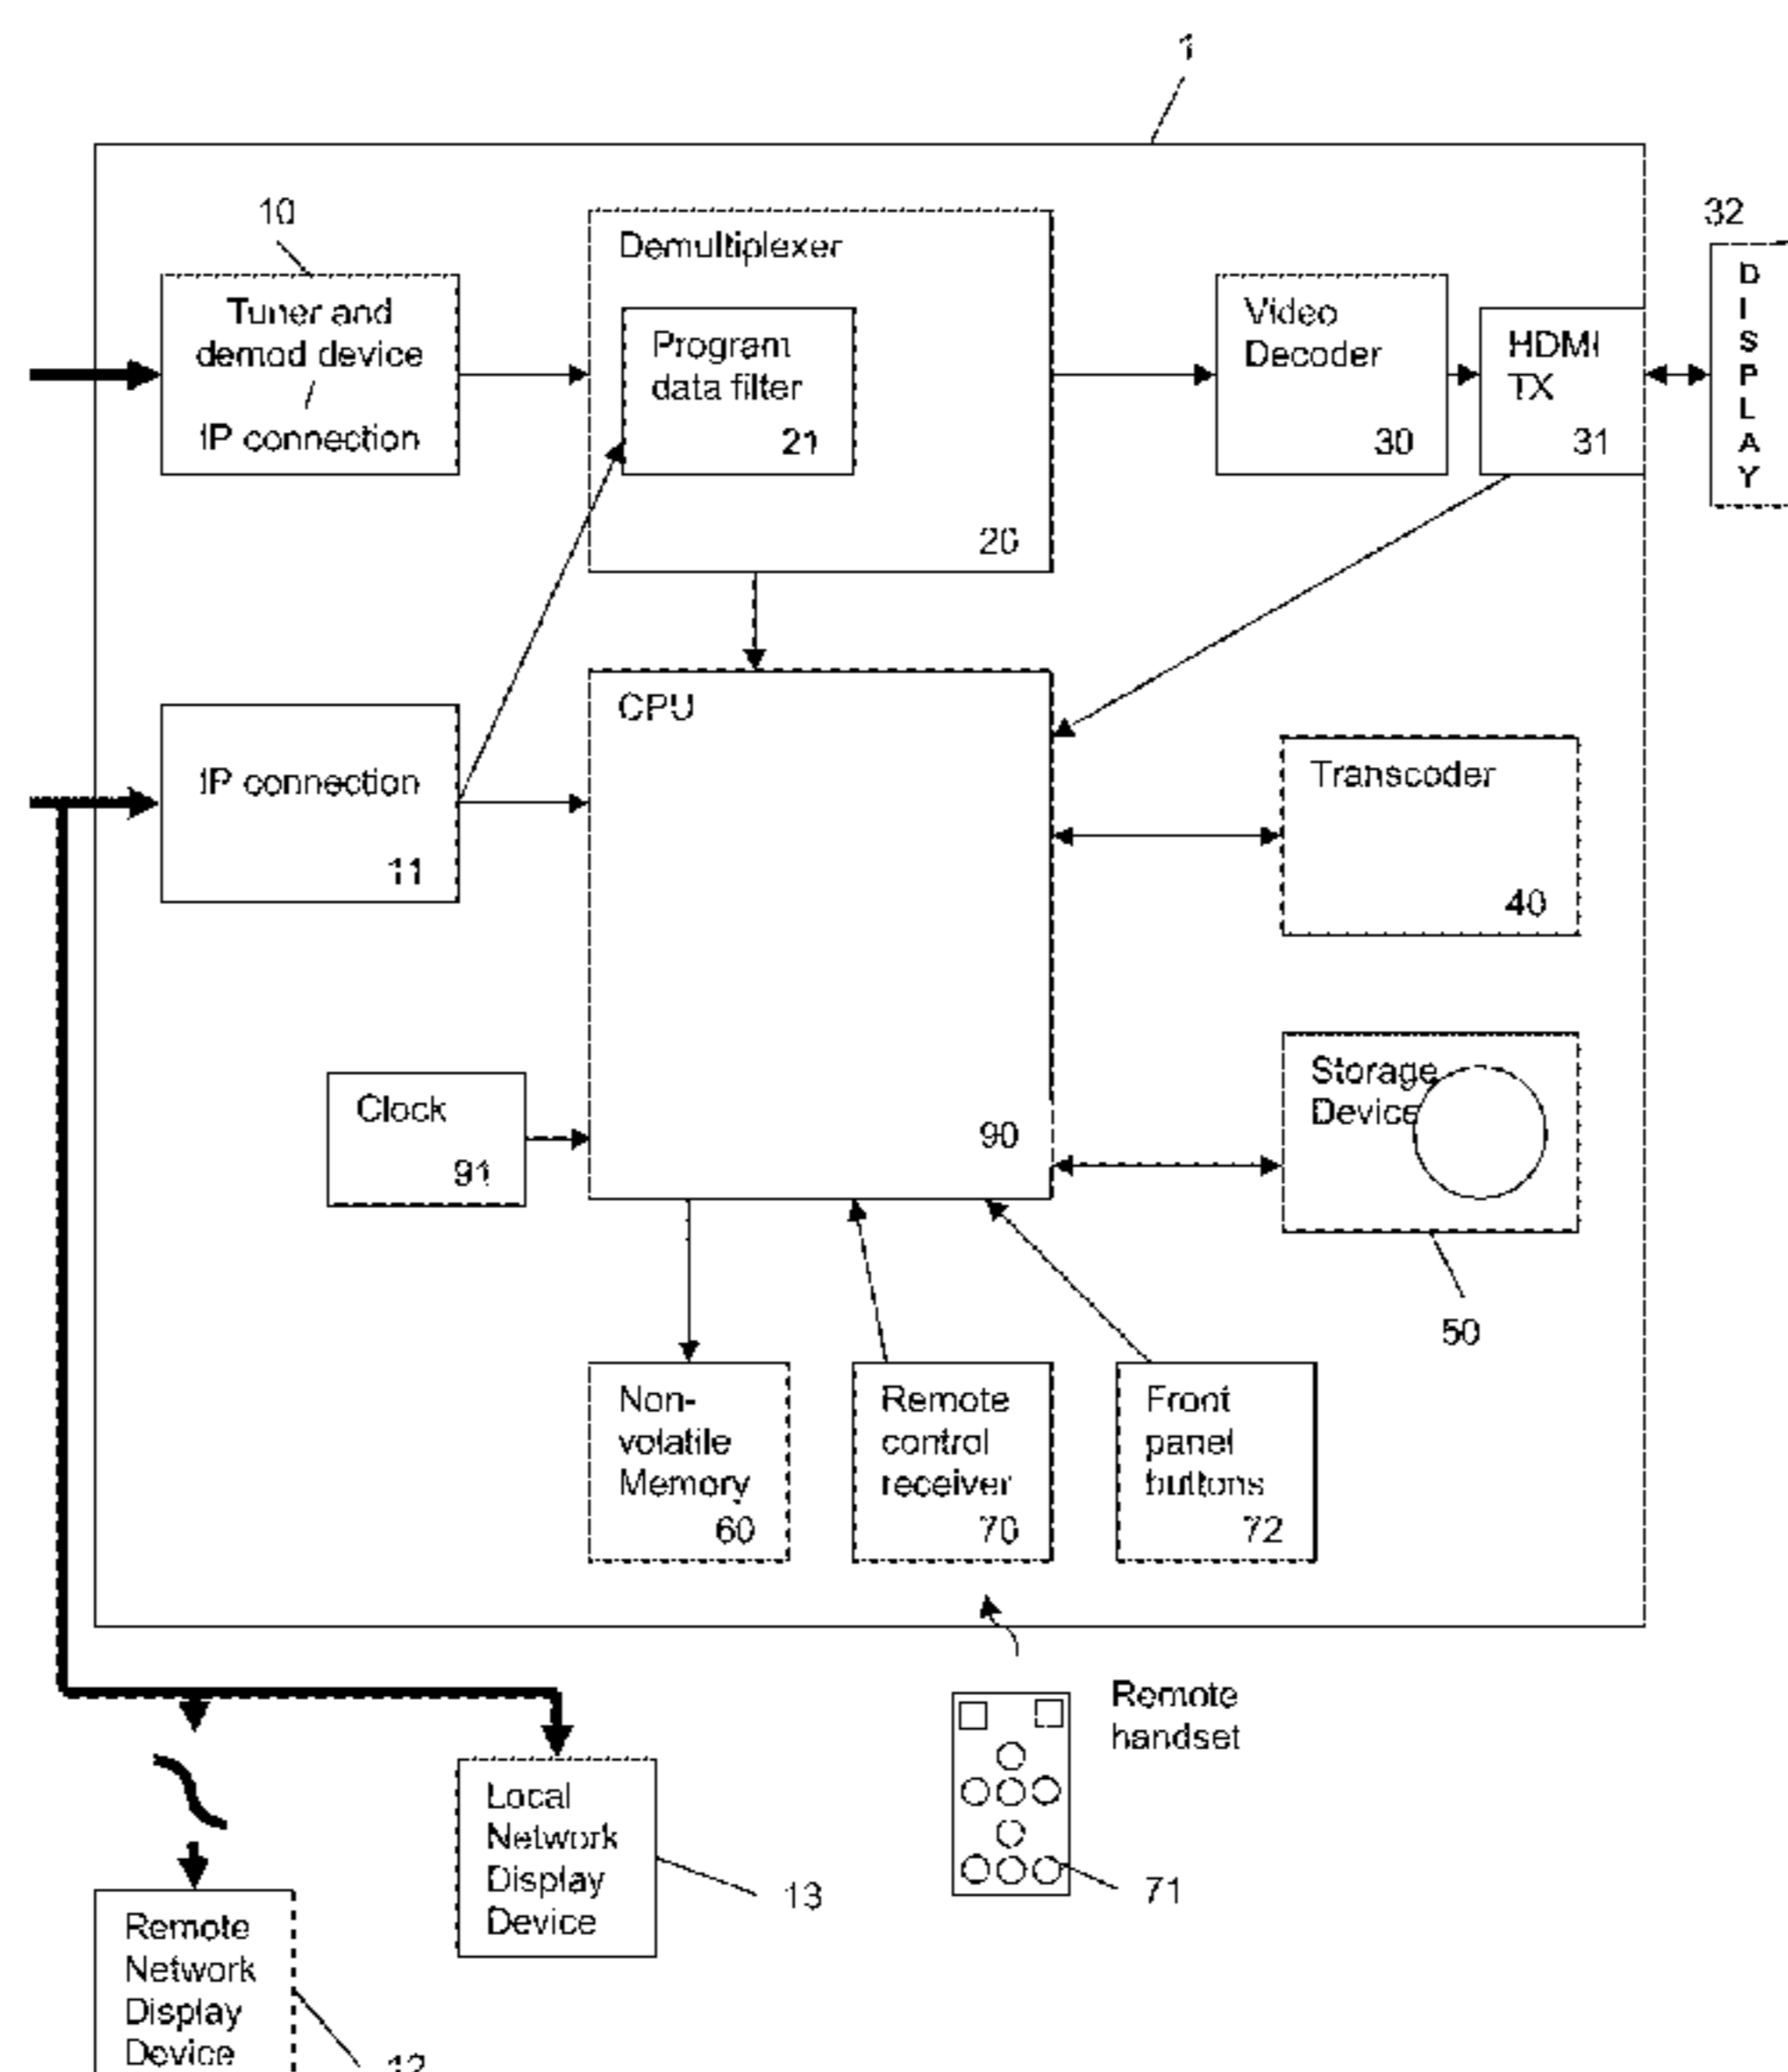 1
10
32
Tuner and
demod device
/
IP connection
Demultiplexer
Program
data filter
21
20
Video
Decoder
30
HDMI
TX
31
DISPLAY
IP connection
11
CPU
90
Transcoder
40
Clock
91
Storage
Device
50
Non-
volatile
Memory
60
Remote
control
receiver
70
Front
panel
buttons
72
Remote
handset
71
Local
Network
Display
Device
13
Remote
Network
Display
Device
12